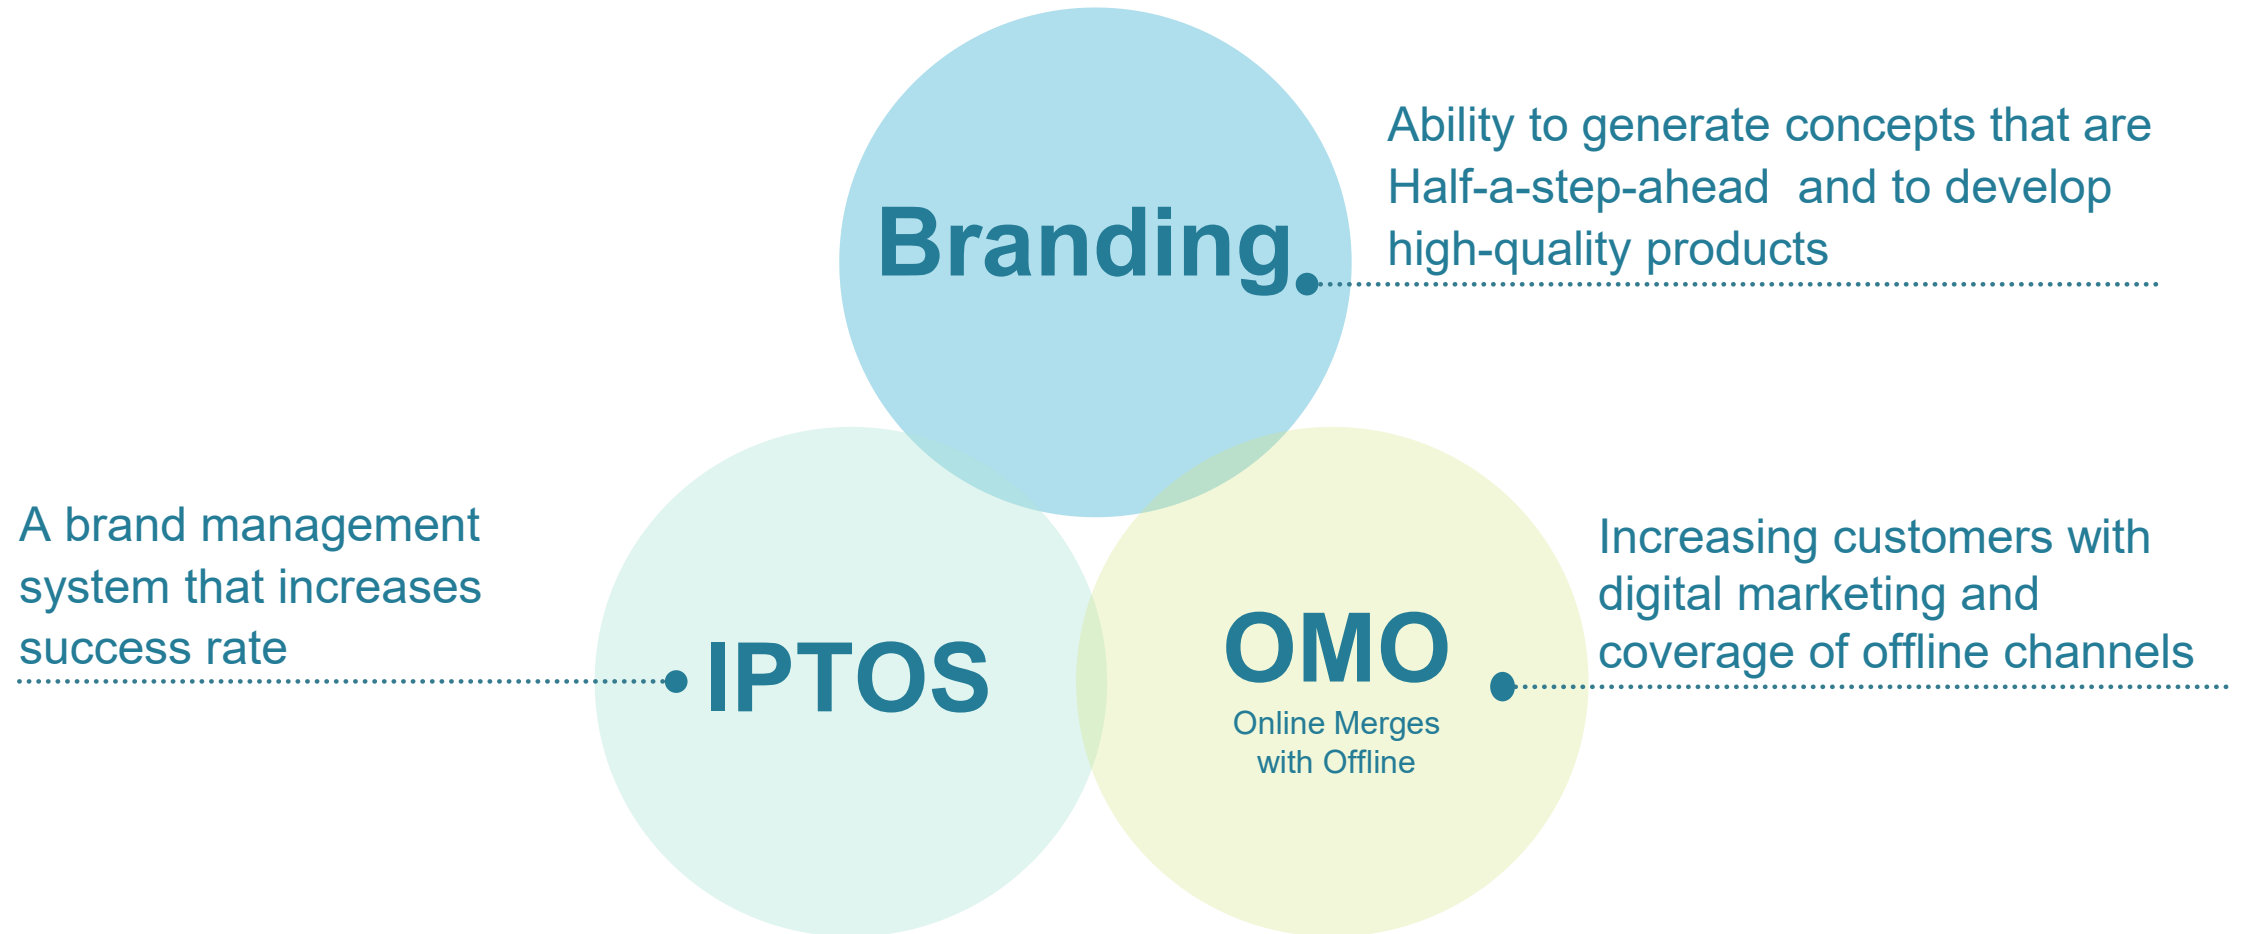 Branding
Ability to generate concepts that are
Half-a-step-ahead  and to develop
high-quality products
A brand management
system that increases
success rate
IPTOS
OMO
Online Merges
with Offline
Increasing customers with
digital marketing and
coverage of offline channels